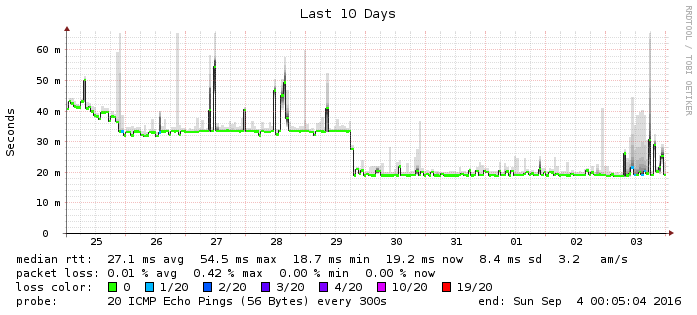 Last 10 Days
RRDTOOL / TOBI OETIKER
Seconds
60 m
50 m
40 m
30 m
20 m
10 m
0
25 26 27 28 29 30 31 01 02 03
median rtt: 27.1 ms avg 54.5 ms max 18.7 ms min 19.2 ms now 8.4 ms sd 3.2 am/s
packet loss: 0.01 % avg 0.42 % max 0.00 % min 0.00 % now
loss color: 0 1/20 2/20 3/20 4/20 10/20 19/20
probe: 20 ICMP Echo Pings (56 Bytes) every 300s end: Sun Sep 4 00:05:04 2016